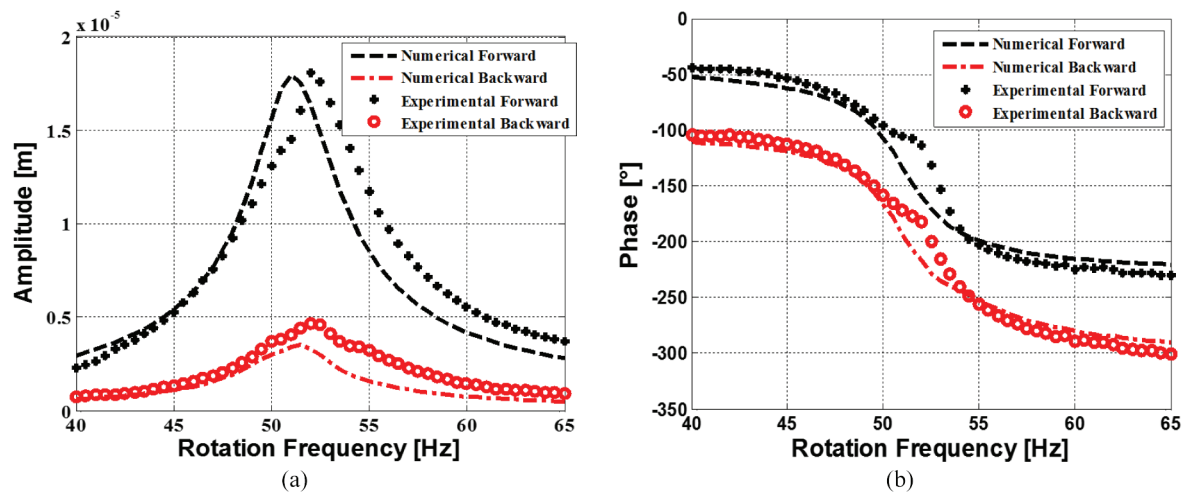 x 10^-5
2
1.5
1
0.5
0
40 45 50 55 60 65
Amplitude [m]
Rotation Frequency [Hz]
Numerical Forward
Numerical Backward
Experimental Forward
Experimental Backward
(a)
0
-50
-100
-150
-200
-250
-300
-350
40 45 50 55 60 65
Phase [°]
Rotation Frequency [Hz]
Numerical Forward
Numerical Backward
Experimental Forward
Experimental Backward
(b)